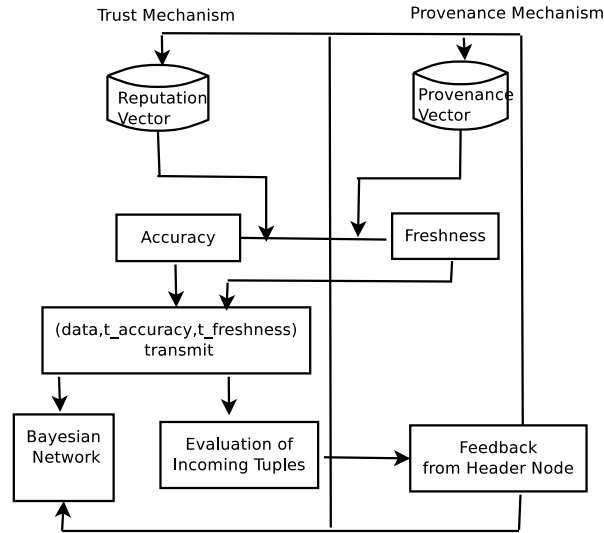 Trust Mechanism
Provenance Mechanism
Reputation
Vector
Provenance
Vector
Accuracy
Freshness
(data,t_accuracy,t_freshness)
transmit
Bayesian
Network
Evaluation of
Incoming Tuples
Feedback
from Header Node